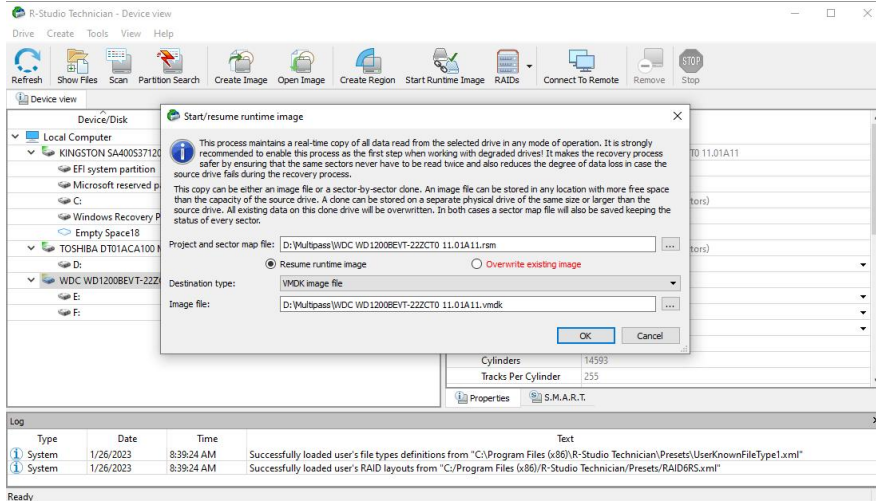 R-Studio Technician - Device view
Drive Create Tools View Help
Refresh Show Files Scan Partition Search Create Image Open Image Create Region Start Runtime Image RAIDs Connect To Remote Remove Stop
STOP
Device view
Device/Disk
Local Computer
KINGSTON SA400S37120
EFI system partition
Microsoft reserved p
C:
Windows Recovery P
Empty Space18
TOSHIBA DT01ACA100
D:
WDC WD1200BEVT-22Z
E:
F:
T0 11.01A11
tors)
tors)
Start/resume runtime image
This process maintains a real-time copy of all data read from the selected drive in any mode of operation. It is strongly
recommended to enable this process as the first step when working with degraded drives! It makes the recovery process
safer by ensuring that the same sectors never have to be read twice and also reduces the degree of data loss in case the
source drive fails during the recovery process.
This copy can be either an image file or a sector-by-sector clone. An image file can be stored in any location with more free space
than the capacity of the source drive. A clone can be stored on a separate physical drive of the same size or larger than the
source drive. All existing data on this clone drive will be overwritten. In both cases a sector map file will also be saved keeping the
status of every sector.
Project and sector map file: D:\Multipass\WDC WD1200BEVT-22ZCT0 11.01A11.rsm ...
Resume runtime image Overwrite existing image
Destination type: VMDK image file
Image file: D:\Multipass\WDC WD1200BEVT-22ZCT0 11.01A11.vmdk ...
OK Cancel
Cylinders 14593
Tracks Per Cylinder 255
Properties S.M.A.R.T.
Log
Type Date Time Text
System 1/26/2023 8:39:24 AM Successfully loaded user's file types definitions from "C:\Program Files (x86)\R-Studio Technician\Presets\UserKnownFileType1.xml"
System 1/26/2023 8:39:24 AM Successfully loaded user's RAID layouts from "C:/Program Files (x86)/R-Studio Technician/Presets/RAID6RS.xml"
Ready